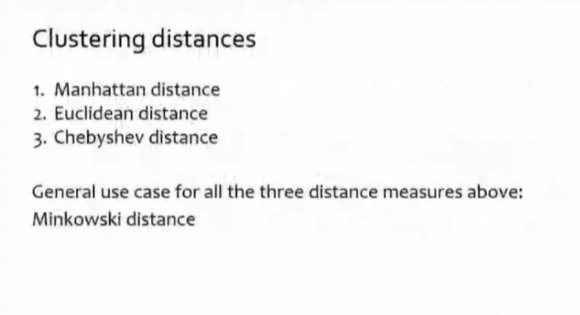 Clustering distances
1. Manhattan distance
2. Euclidean distance
3. Chebyshev distance
General use case for all the three distance measures above:
Minkowski distance